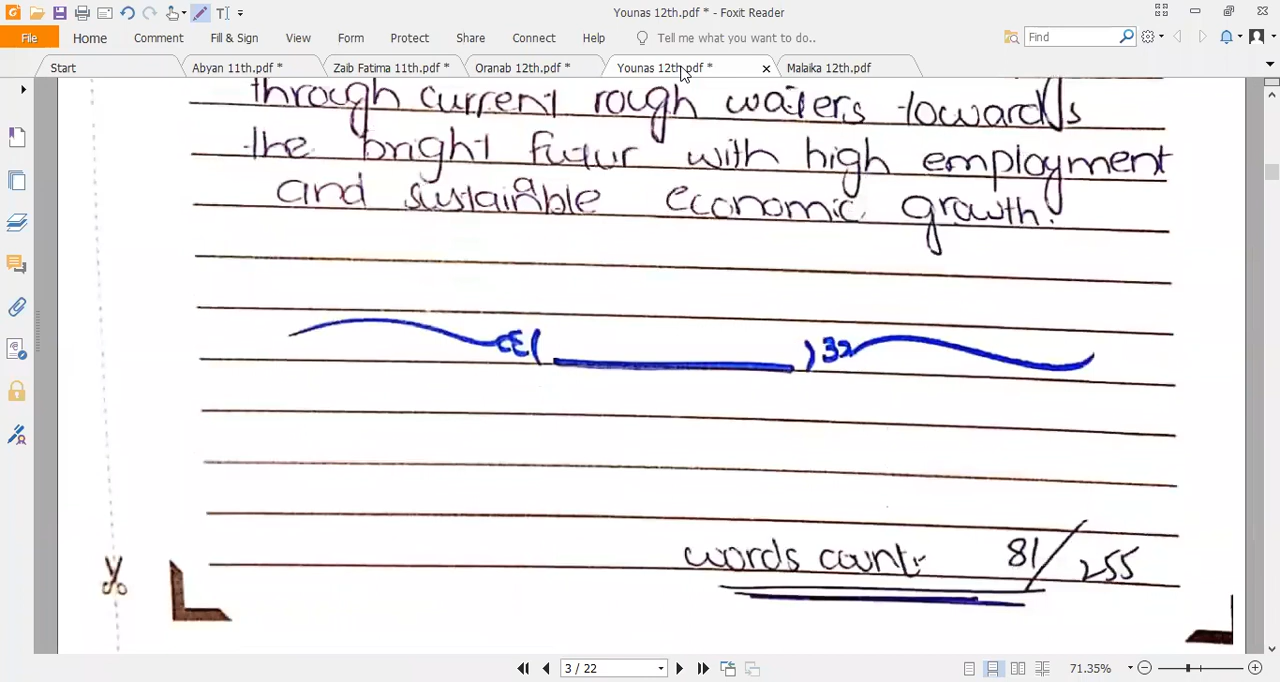 Younas 12th.pdf * - Foxit Reader
File Home Comment Fill & Sign View Form Protect Share Connect Help Tell me what you want to do.. Find
Start Abyan 11th.pdf * Zaib Fatima 11th.pdf * Oranab 12th.pdf * Younas 12th.pdf * Malaika 12th.pdf
through current rough waters towards
the bright futur with high employment
and sustainable economic growth.
words count:- 81/255
3 / 22 71.35%